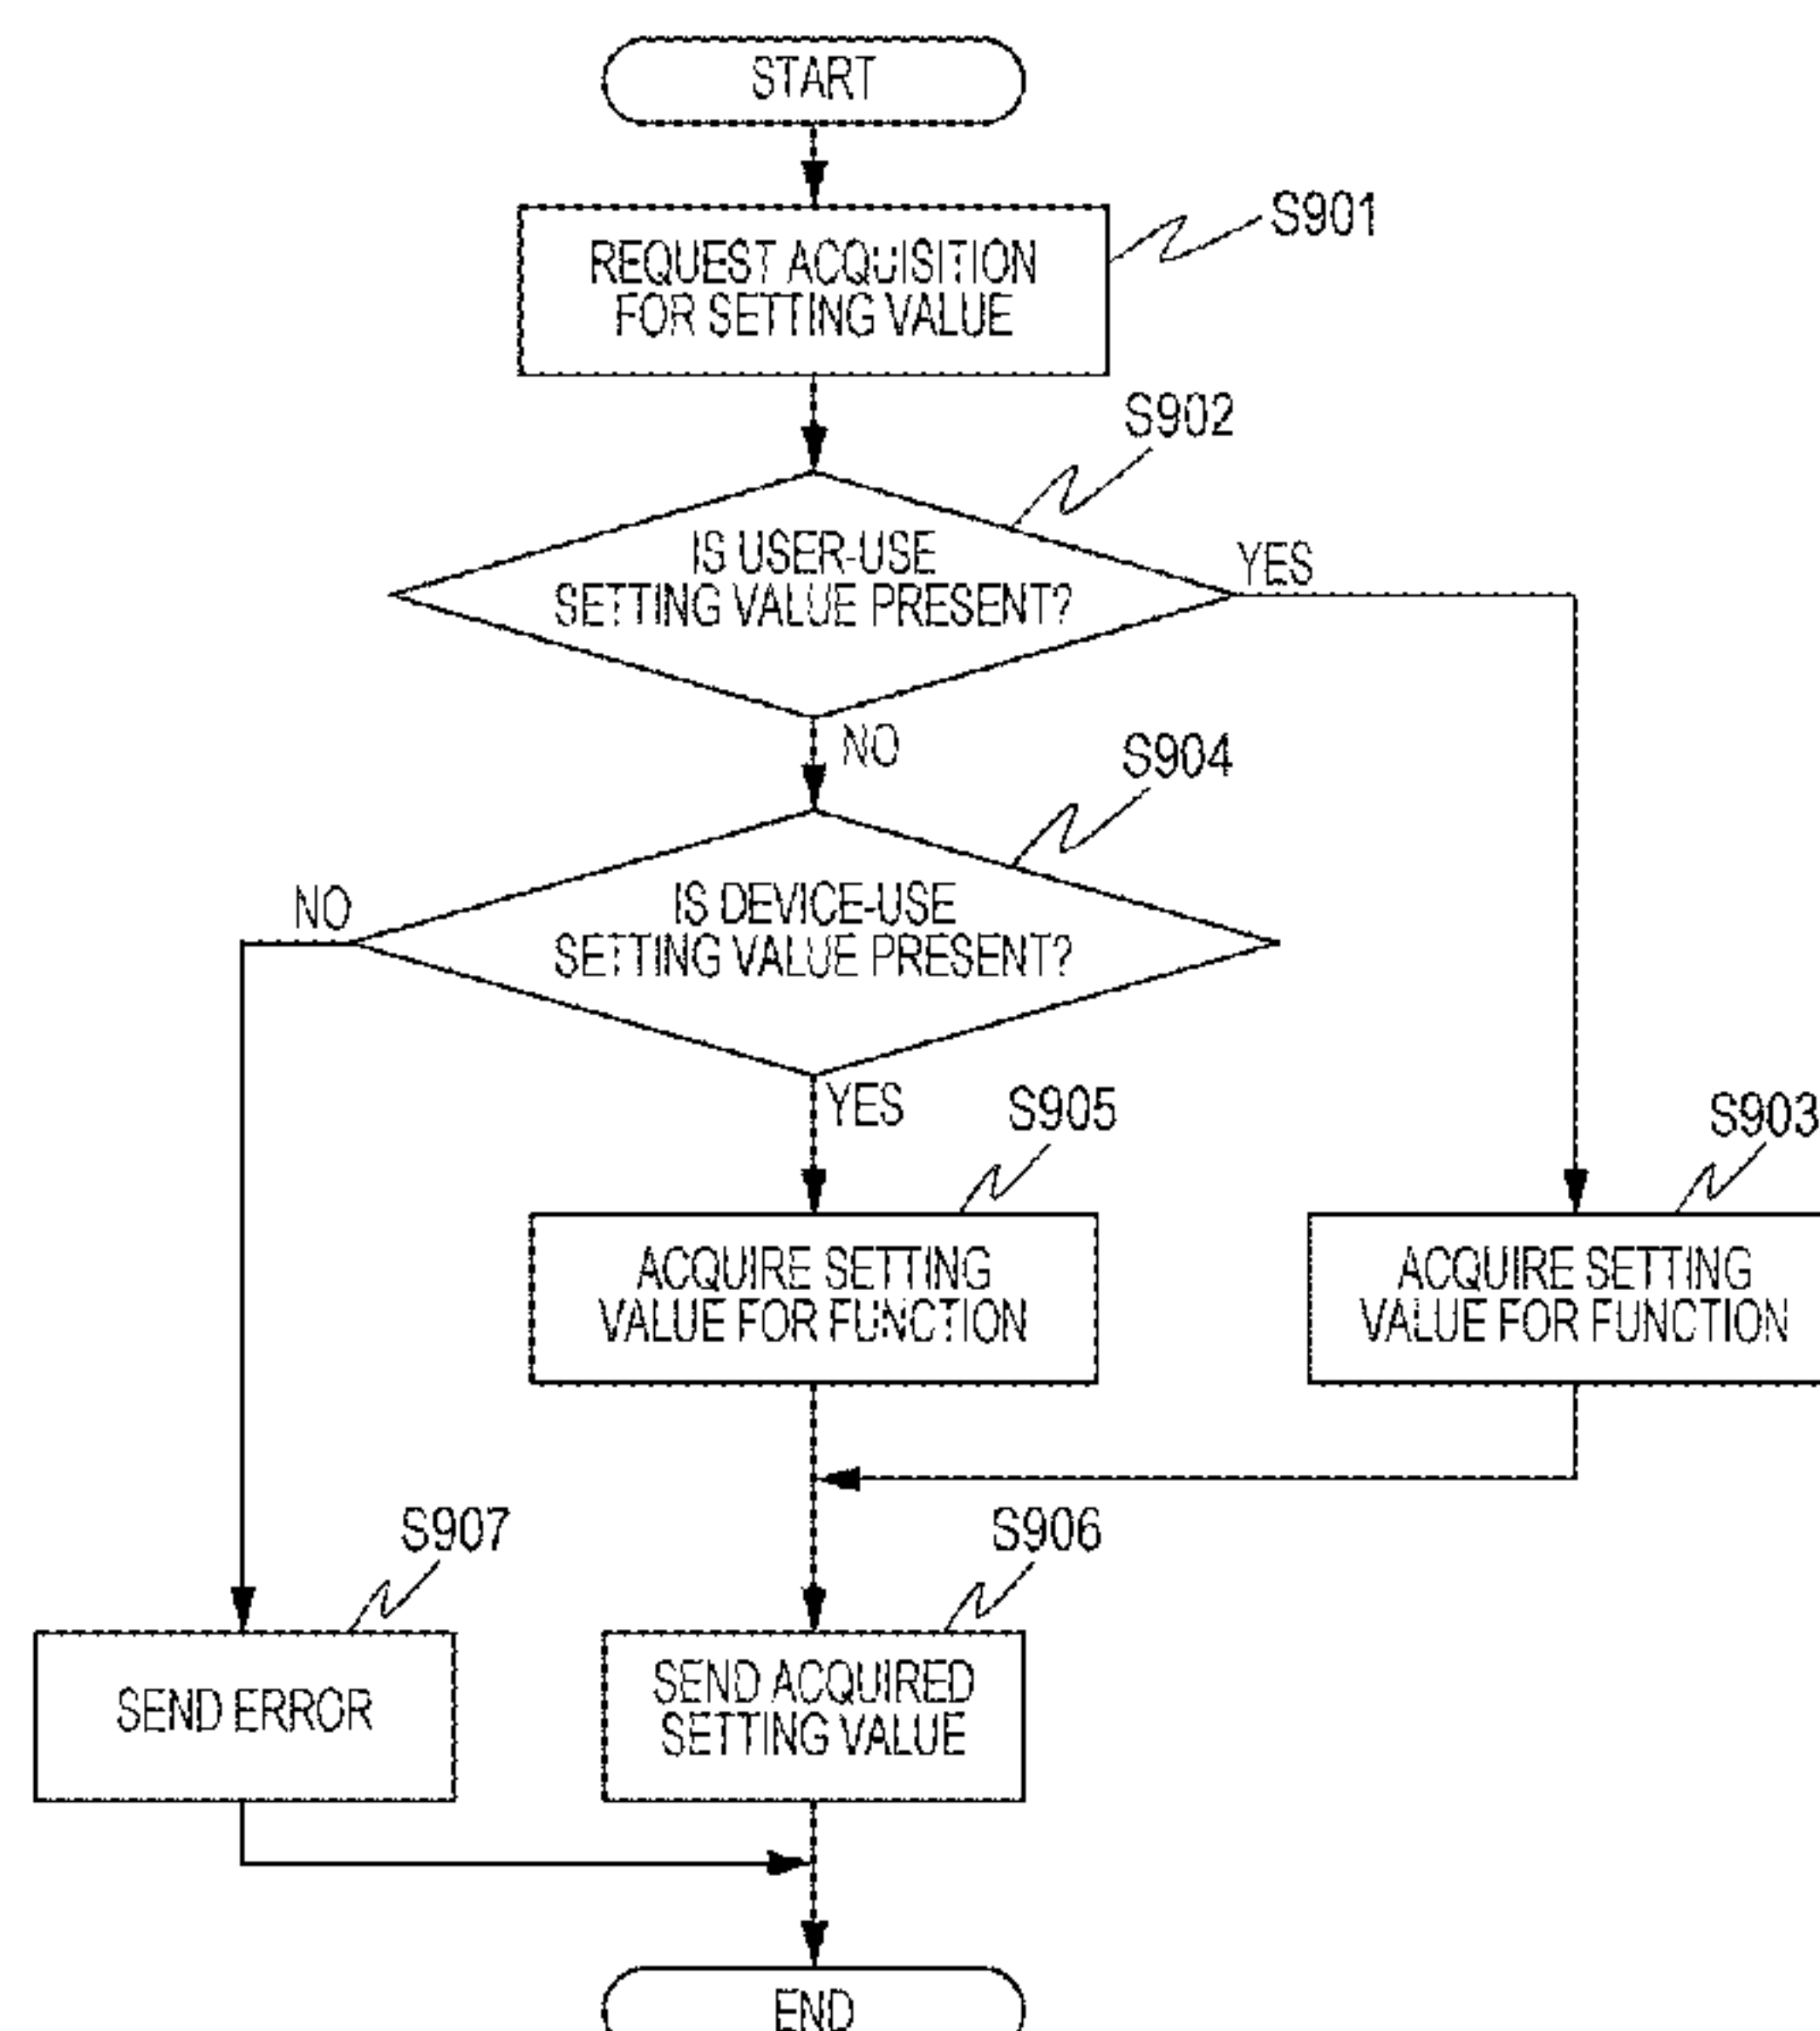 START
S901
REQUEST ACQUISITION
FOR SETTING VALUE
S902
IS USER-USE
SETTING VALUE PRESENT?
YES
NO
S904
IS DEVICE-USE
SETTING VALUE PRESENT?
NO
YES
S905
S903
ACQUIRE SETTING
VALUE FOR FUNCTION
ACQUIRE SETTING
VALUE FOR FUNCTION
S907
S906
SEND ERROR
SEND ACQUIRED
SETTING VALUE
END